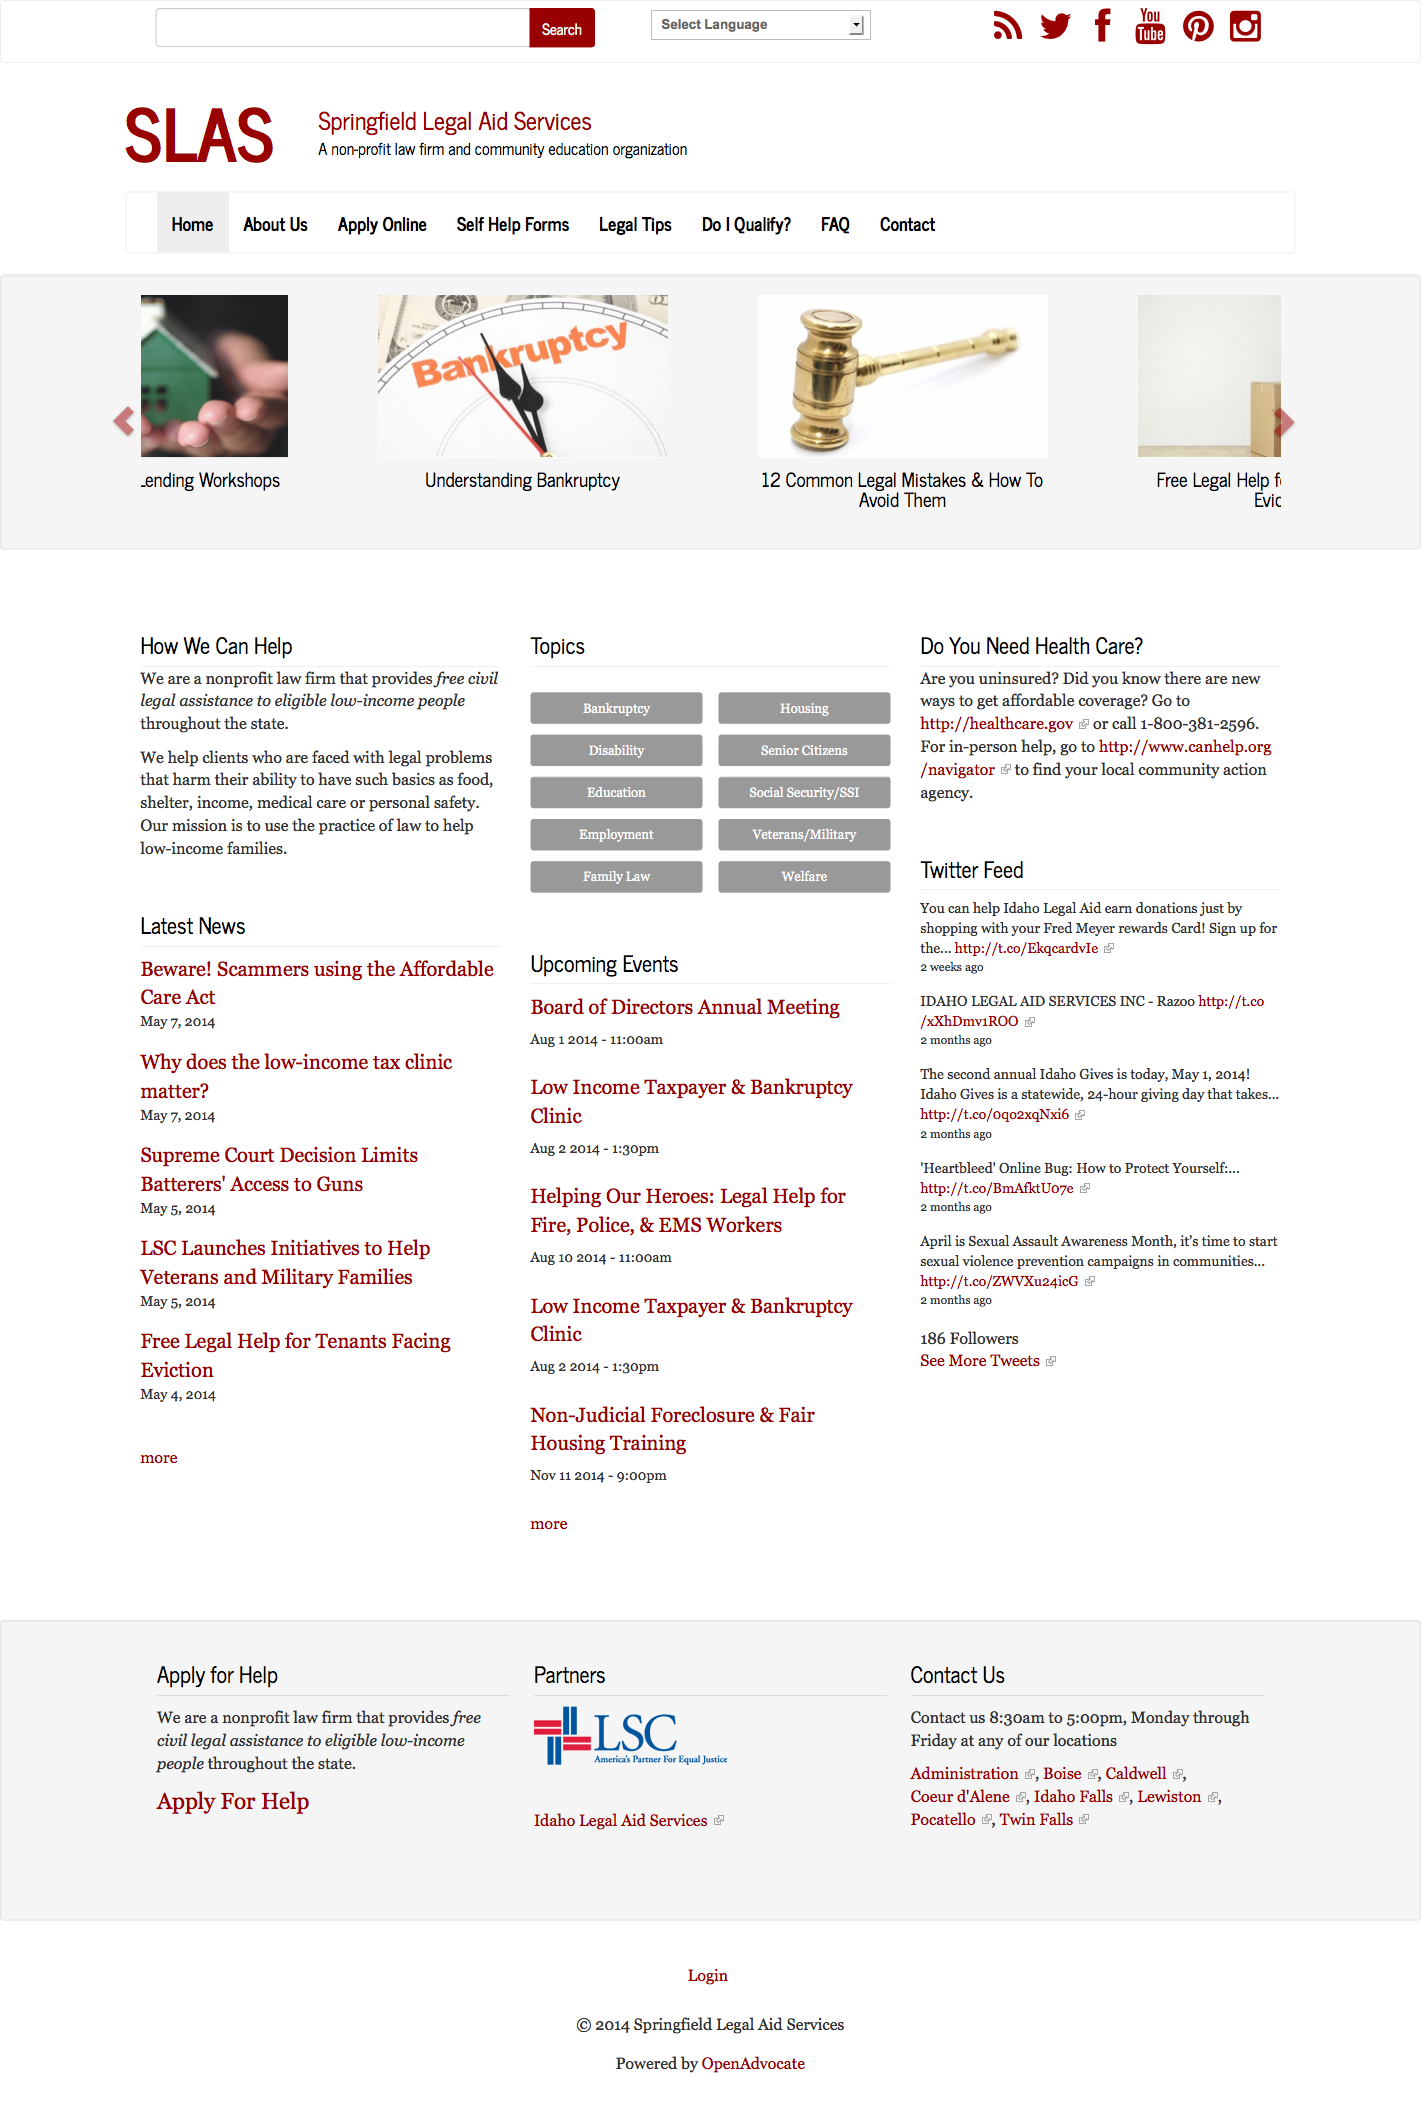 Search
Select Language
You
Tube
SLAS
Springfield Legal Aid Services
A non-profit law firm and community education organization
Home
About Us
Apply Online
Self Help Forms
Legal Tips
Do I Qualify?
FAQ
Contact
Bankruptcy
Lending Workshops
Understanding Bankruptcy
12 Common Legal Mistakes & How To
Avoid Them
Free Legal Help f
Evic
How We Can Help
We are a nonprofit law firm that provides free civil
legal assistance to eligible low-income people
throughout the state.
We help clients who are faced with legal problems
that harm their ability to have such basics as food,
shelter, income, medical care or personal safety.
Our mission is to use the practice of law to help
low-income families.
Latest News
Beware! Scammers using the Affordable
Care Act
May 7, 2014
Why does the low-income tax clinic
matter?
May 7, 2014
Supreme Court Decision Limits
Batterers' Access to Guns
May 5, 2014
LSC Launches Initiatives to Help
Veterans and Military Families
May 5, 2014
Free Legal Help for Tenants Facing
Eviction
May 4, 2014
more
Topics
Bankruptcy
Housing
Disability
Senior Citizens
Education
Social Security/SSI
Employment
Veterans/Military
Family Law
Welfare
Upcoming Events
Board of Directors Annual Meeting
Aug 1 2014 - 11:00am
Low Income Taxpayer & Bankruptcy
Clinic
Aug 2 2014 - 1:30pm
Helping Our Heroes: Legal Help for
Fire, Police, & EMS Workers
Aug 10 2014 - 11:00am
Low Income Taxpayer & Bankruptcy
Clinic
Aug 2 2014 - 1:30pm
Non-Judicial Foreclosure & Fair
Housing Training
Nov 11 2014 - 9:00pm
more
Do You Need Health Care?
Are you uninsured? Did you know there are new
ways to get affordable coverage? Go to
http://healthcare.gov or call 1-800-381-2596.
For in-person help, go to http://www.canhelp.org
/navigator to find your local community action
agency.
Twitter Feed
You can help Idaho Legal Aid earn donations just by
shopping with your Fred Meyer rewards Card! Sign up for
the... http://t.co/EkqcardvIe
2 weeks ago
IDAHO LEGAL AID SERVICES INC - Razoo http://t.co
/xXhDmv1ROO
2 months ago
The second annual Idaho Gives is today, May 1, 2014!
Idaho Gives is a statewide, 24-hour giving day that takes...
http://t.co/0qo2xqNxi6
2 months ago
'Heartbleed' Online Bug: How to Protect Yourself:...
http://t.co/BmAfktU07e
2 months ago
April is Sexual Assault Awareness Month, it's time to start
sexual violence prevention campaigns in communities...
http://t.co/ZWVXu24icG
2 months ago
186 Followers
See More Tweets
Apply for Help
We are a nonprofit law firm that provides free
civil legal assistance to eligible low-income
people throughout the state.
Apply For Help
Partners
LSC
America's Partner For Equal Justice
Idaho Legal Aid Services
Contact Us
Contact us 8:30am to 5:00pm, Monday through
Friday at any of our locations
Administration , Boise , Caldwell ,
Coeur d'Alene , Idaho Falls , Lewiston ,
Pocatello , Twin Falls
Login
© 2014 Springfield Legal Aid Services
Powered by OpenAdvocate